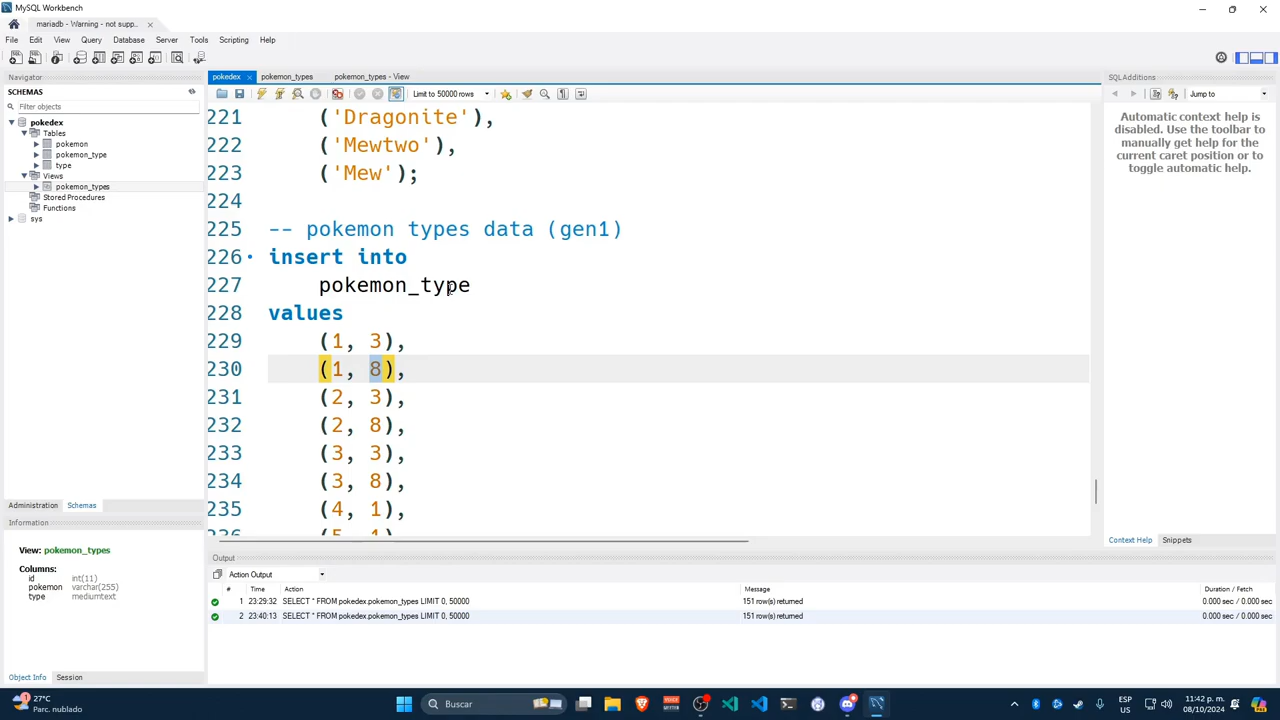 MySQL Workbench
mariadb - Warning - not supp...
File Edit View Query Database Server Tools Scripting Help
Navigator
SCHEMAS
Filter objects
pokedex
Tables
pokemon
pokemon_type
type
Views
pokemon_types
Stored Procedures
Functions
sys
Administration Schemas
Information
View: pokemon_types
Columns:
id int(11)
pokemon varchar(255)
type mediumtext
Object Info Session
pokedex pokemon_types pokemon_types - View
Limit to 50000 rows
221 ('Dragonite'),
222 ('Mewtwo'),
223 ('Mew');
224
225 -- pokemon types data (gen1)
226 insert into
227 pokemon_type
228 values
229 (1, 3),
230 (1, 8),
231 (2, 3),
232 (2, 8),
233 (3, 3),
234 (3, 8),
235 (4, 1),
236 (5, 1)
Output
Action Output
# Time Action Message Duration / Fetch
1 23:29:32 SELECT * FROM pokedex.pokemon_types LIMIT 0, 50000 151 row(s) returned 0.000 sec / 0.000 sec
2 23:40:13 SELECT * FROM pokedex.pokemon_types LIMIT 0, 50000 151 row(s) returned 0.000 sec / 0.000 sec
SQLAdditions
Jump to
Automatic context help is
disabled. Use the toolbar to
manually get help for the
current caret position or to
toggle automatic help.
Context Help Snippets
1
27°C
Parc. nublado
Buscar
ESP
US
11:42 p. m.
08/10/2024